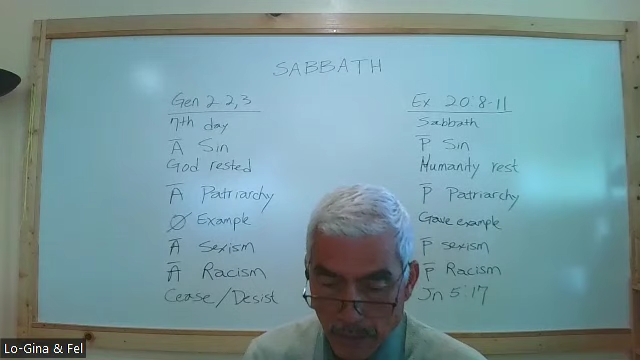 SABBATH
Gen 2 2,3
7th day
Ā Sin
God rested
Ā Patriarchy
Ø Example
Ā Sexism
Ā Racism
Cease/Desist
Ex 20:8-11
Sabbath
P̄ Sin
Humanity rest
P̄ Patriarchy
Gave example
P̄ Sexism
P̄ Racism
Jn 5:17
Lo-Gina & Fel